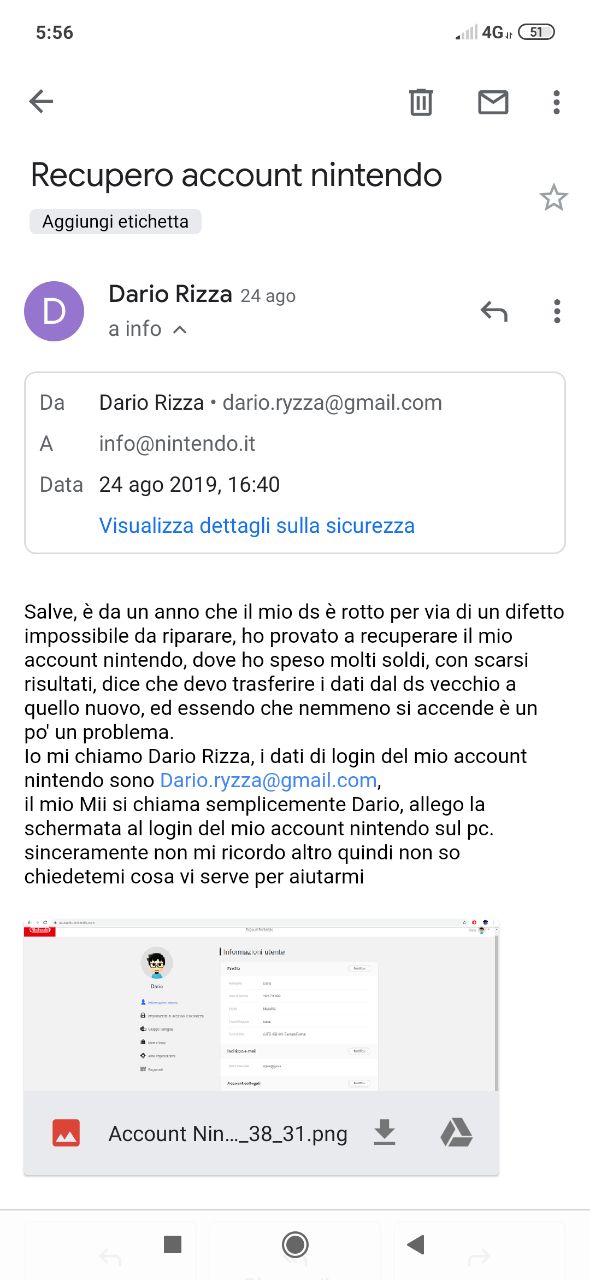 5:56
4G
51
Recupero account nintendo
Aggiungi etichetta
D
Dario Rizza 24 ago
a info
Da Dario Rizza • dario.ryzza@gmail.com
A info@nintendo.it
Data 24 ago 2019, 16:40
Visualizza dettagli sulla sicurezza
Salve, è da un anno che il mio ds è rotto per via di un difetto
impossibile da riparare, ho provato a recuperare il mio
account nintendo, dove ho speso molti soldi, con scarsi
risultati, dice che devo trasferire i dati dal ds vecchio a
quello nuovo, ed essendo che nemmeno si accende è un
po' un problema.
Io mi chiamo Dario Rizza, i dati di login del mio account
nintendo sono Dario.ryzza@gmail.com,
il mio Mii si chiama semplicemente Dario, allego la
schermata al login del mio account nintendo sul pc.
sinceramente non mi ricordo altro quindi non so
chiedetemi cosa vi serve per aiutarmi
Informazioni utente
Profilo
Dario
Indirizzo e-mail
Account collegati
Account Nin..._38_31.png